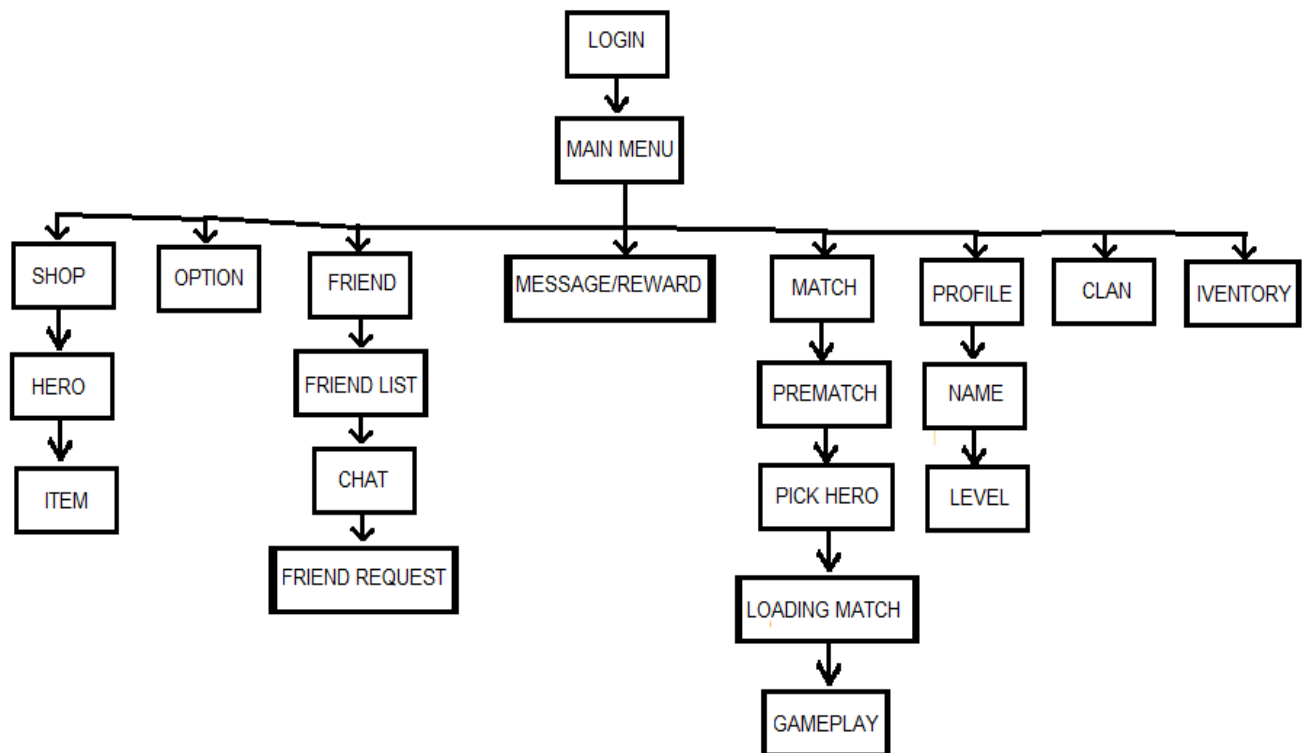 LOGIN
MAIN MENU
SHOP
OPTION
FRIEND
MESSAGE/REWARD
MATCH
PROFILE
CLAN
IVENTORY
HERO
FRIEND LIST
PREMATCH
NAME
ITEM
CHAT
PICK HERO
LEVEL
FRIEND REQUEST
LOADING MATCH
GAMEPLAY